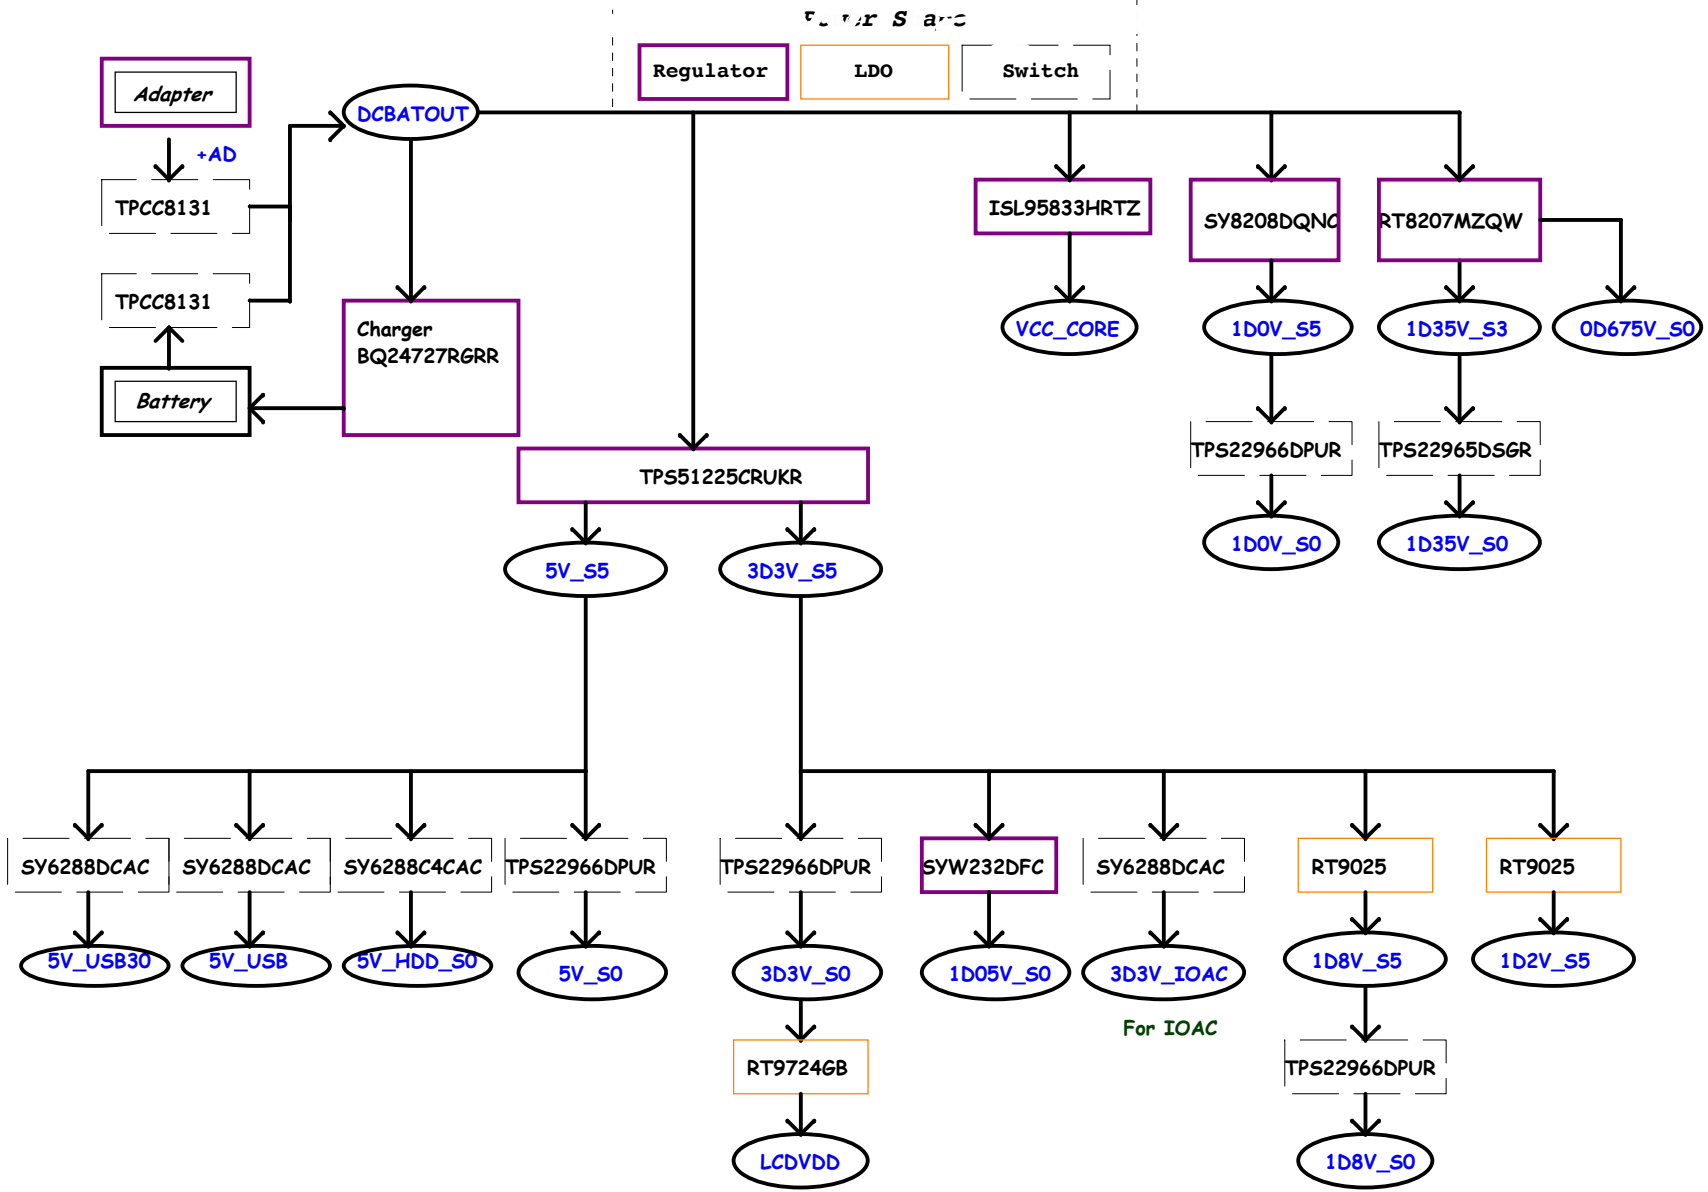 Regulator
LDO
Switch
Adapter
DCBATOUT
+AD
TPCC8131
ISL95833HRTZ
SY8208DQNC
RT8207MZQW
TPCC8131
Charger
BQ24727RGRR
VCC_CORE
1D0V_S5
1D35V_S3
0D675V_S0
Battery
TPS22966DPUR
TPS22965DSGR
TPS51225CRUKR
1D0V_S0
1D35V_S0
5V_S5
3D3V_S5
SY6288DCAC
SY6288DCAC
SY6288C4CAC
TPS22966DPUR
TPS22966DPUR
SYW232DFC
SY6288DCAC
RT9025
RT9025
5V_USB30
5V_USB
5V_HDD_S0
5V_S0
3D3V_S0
1D05V_S0
3D3V_IOAC
1D8V_S5
1D2V_S5
For IOAC
RT9724GB
TPS22966DPUR
LCDVDD
1D8V_S0